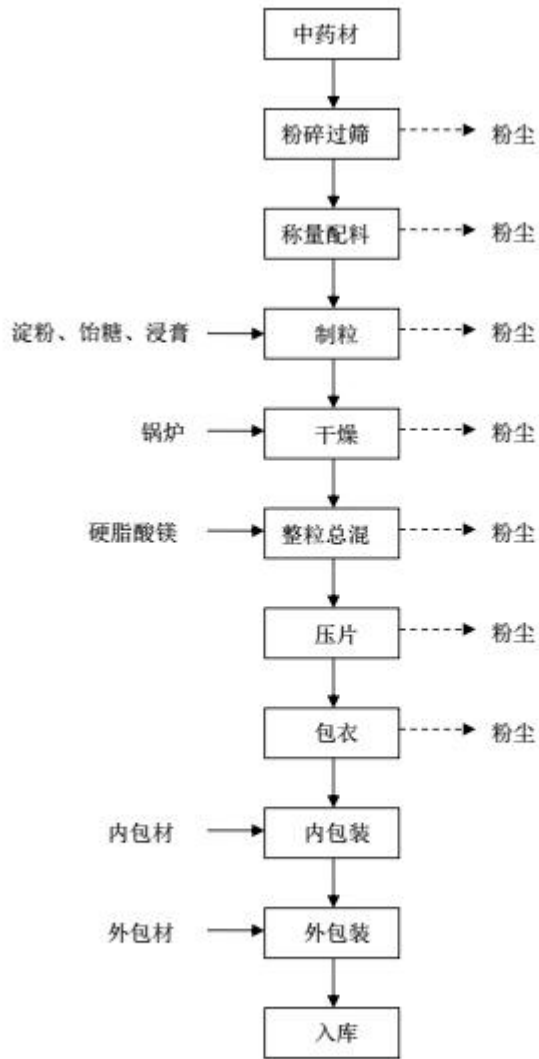 中药材
粉碎过筛
粉尘
称量配料
粉尘
淀粉、饴糖、浸膏
制粒
粉尘
锅炉
干燥
粉尘
硬脂酸镁
整粒总混
粉尘
压片
粉尘
包衣
粉尘
内包材
内包装
外包材
外包装
入库